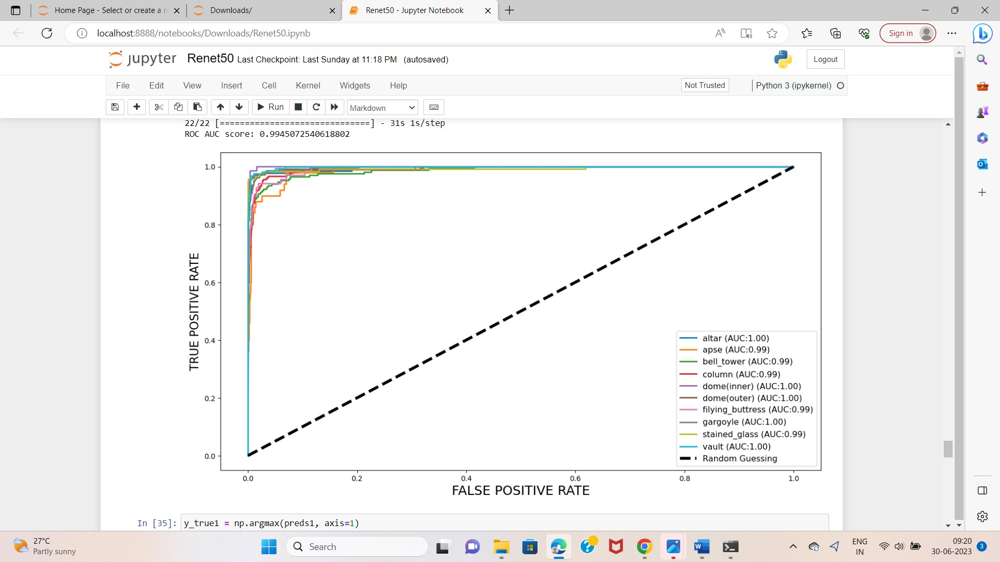 Home Page - Select or create a n
Downloads/
Renet50 - Jupyter Notebook
localhost:8888/notebooks/Downloads/Renet50.ipynb
Sign in
jupyter Renet50 Last Checkpoint: Last Sunday at 11:18 PM (autosaved)
Logout
File Edit View Insert Cell Kernel Widgets Help
Not Trusted
Python 3 (ipykernel)
Run
Markdown
22/22 [==============================] - 31s 1s/step
ROC AUC score: 0.9945072540618802
TRUE POSITIVE RATE
1.0
0.8
0.6
0.4
0.2
0.0
altar (AUC:1.00)
apse (AUC:0.99)
bell_tower (AUC:0.99)
column (AUC:0.99)
dome(inner) (AUC:1.00)
dome(outer) (AUC:1.00)
filying_buttress (AUC:0.99)
gargoyle (AUC:1.00)
stained_glass (AUC:0.99)
vault (AUC:1.00)
Random Guessing
0.0 0.2 0.4 0.6 0.8 1.0
FALSE POSITIVE RATE
In [35]: y_true1 = np.argmax(preds1, axis=1)
27°C
Partly sunny
Search
ENG
IN
09:20
30-06-2023
3